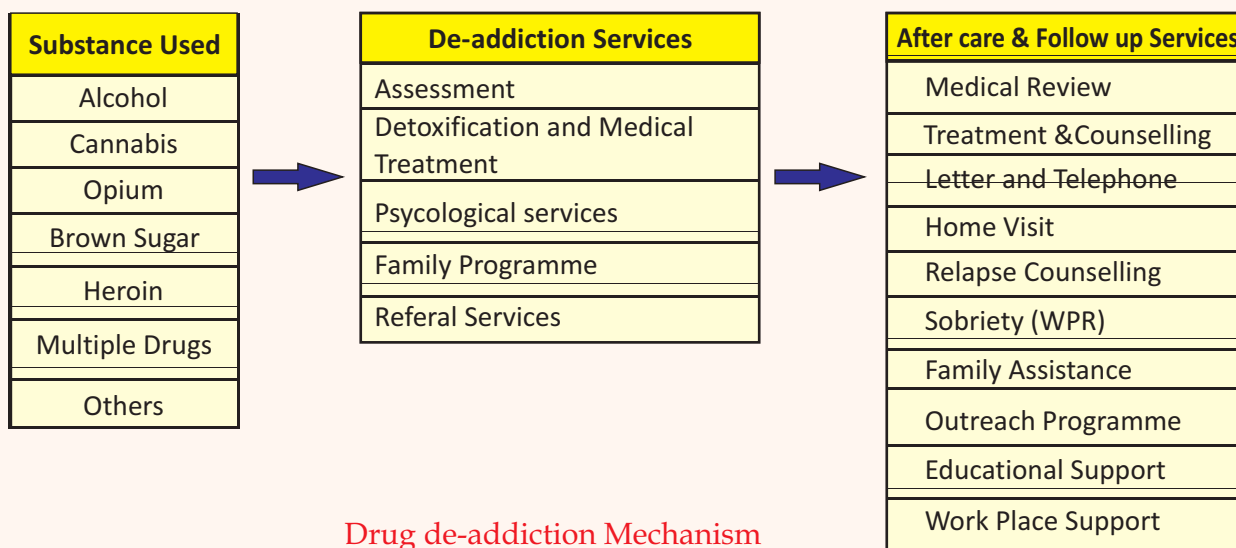 Substance Used
Alcohol
Cannabis
Opium
Brown Sugar
Heroin
Multiple Drugs
Others
De-addiction Services
Assessment
Detoxification and Medical
Treatment
Psycological services
Family Programme
Referal Services
After care & Follow up Services
Medical Review
Treatment &Counselling
Letter and Telephone
Home Visit
Relapse Counselling
Sobriety (WPR)
Family Assistance
Outreach Programme
Educational Support
Work Place Support
Drug de-addiction Mechanism